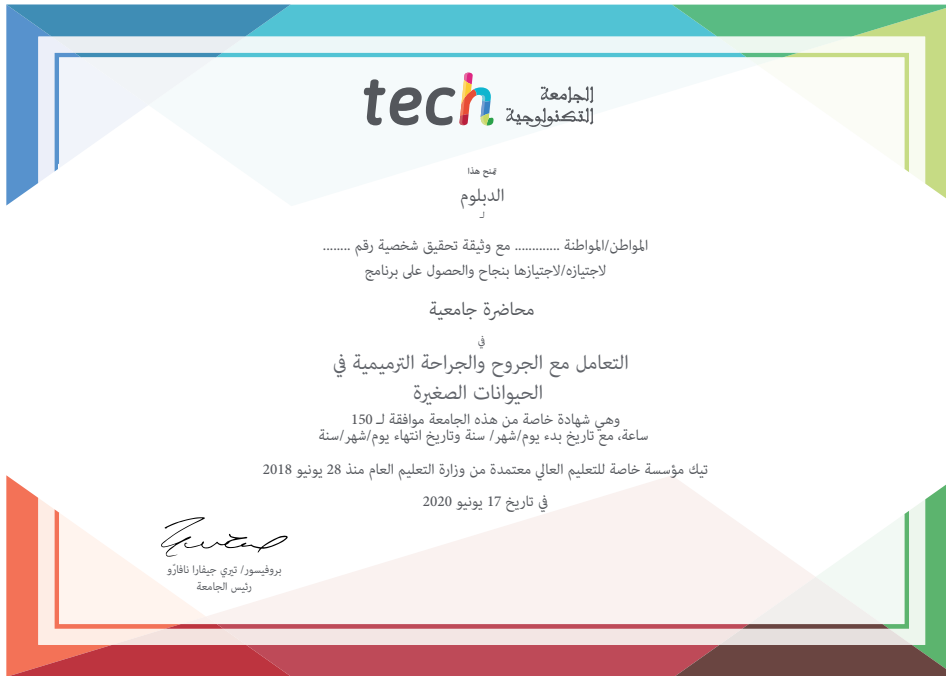 tech الجامعة
التكنولوجية
يمنح هذا
الدبلوم
لـ
المواطن/المواطنة ............ مع وثيقة تحقيق شخصية رقم ........
لاجتيازه/لاجتيازها بنجاح والحصول على برنامج
محاضرة جامعية
في
التعامل مع الجروح والجراحة الترميمية في
الحيوانات الصغيرة
وهي شهادة خاصة من هذه الجامعة موافقة لـ 150
ساعة، مع تاريخ بدء يوم/شهر/ سنة وتاريخ انتهاء يوم/شهر/سنة
تيك مؤسسة خاصة للتعليم العالي معتمدة من وزارة التعليم العام منذ 28 يونيو 2018
في تاريخ 17 يونيو 2020
بروفيسور/ تيري جيفارا نافارو
رئيس الجامعة